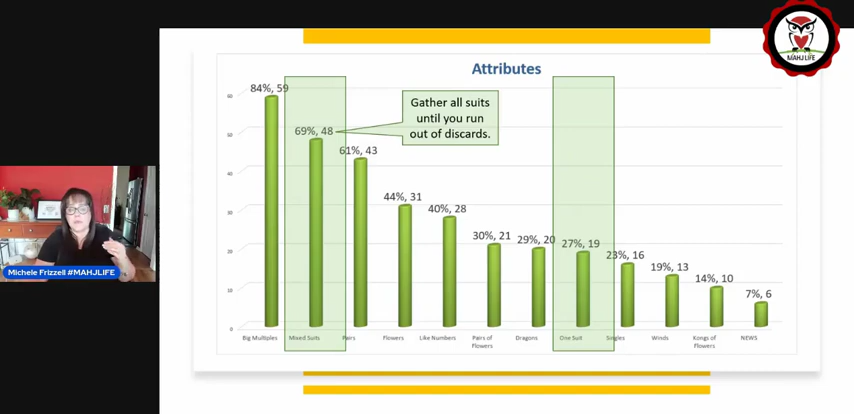 MAHJ LIFE
Attributes
84%, 59
69%, 48
61%, 43
44%, 31
40%, 28
30%, 21
29%, 20
27%, 19
23%, 16
19%, 13
14%, 10
7%, 6
Gather all suits
until you run
out of discards.
60
50
40
30
20
10
0
Big Multiples
Mixed Suits
Pairs
Flowers
Like Numbers
Pairs of
Flowers
Dragons
One Suit
Singles
Winds
Kongs of
Flowers
NEWS
Michele Frizzell #MAHJLIFE